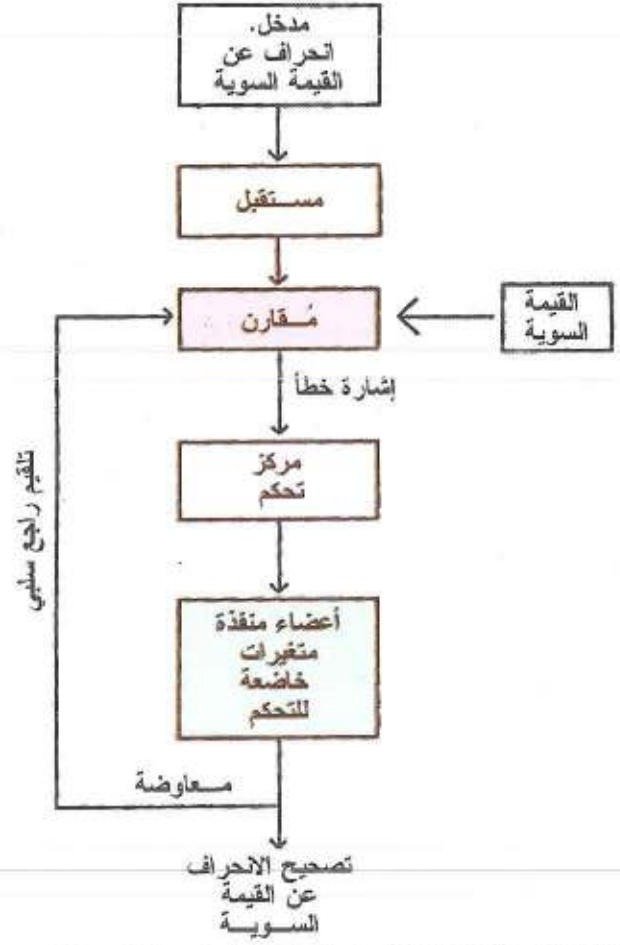 مدخل.
انحراف عن
القيمة السوية
مستقبل
مُقارن
القيمة
السوية
إشارة خطأ
مركز
تحكم
تلقيم راجع سلبي
أعضاء منفذة
متغيرات
خاضعة
للتحكم
معاوضة
تصحيح الانحراف
عن القيمة
السوية